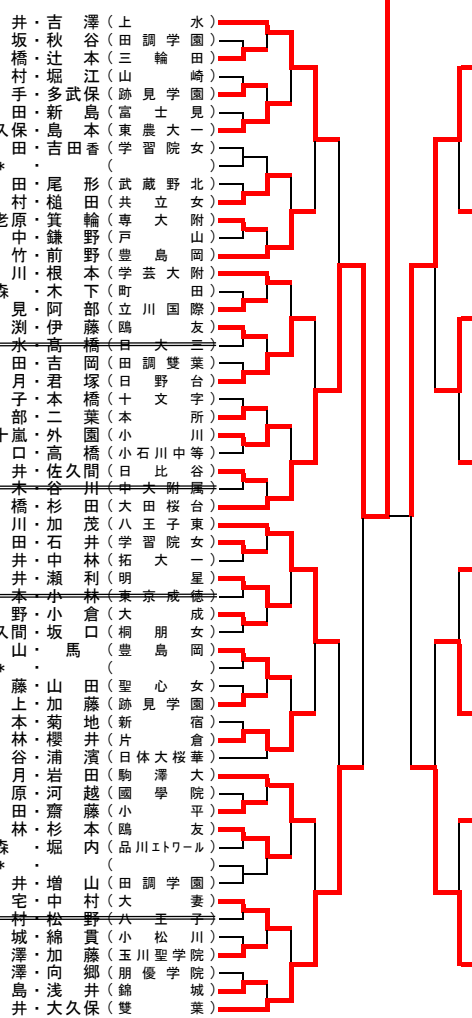 井・吉澤（上水）
坂・秋谷（田調学園）
橋・辻本（三輪田）
村・堀江（山崎）
手・多武保（跡見学園）
田・新島（富士見）
久保・島本（東農大一）
田・吉田香（学習院女）
*・（　）
田・尾形（武蔵野北）
村・槌田（共立女）
老原・箕輪（専大附）
中・鎌野（戸山）
竹・前野（豊島岡）
川・根本（学芸大附）
森・木下（町田）
見・阿部（立川国際）
渕・伊藤（鴎友）
水・髙橋（日大三）
田・吉岡（田調雙葉）
月・君塚（日野台）
子・本橋（十文字）
部・二葉（本所）
十嵐・外園（小川）
口・高橋（小石川中等）
井・佐久間（日比谷）
木・谷川（中大附属）
橋・杉田（大田桜台）
川・加茂（八王子東）
田・石井（学習院女）
井・中林（拓大一）
井・瀬利（明星）
本・小林（東京成徳）
野・小倉（大成）
久間・坂口（桐朋女）
山・馬（豊島岡）
*・（　）
藤・山田（聖心女）
上・加藤（跡見学園）
本・菊地（新宿）
林・櫻井（片倉）
谷・浦濱（日体大桜華）
月・岩田（駒澤大）
原・河越（國學院）
田・齋藤（小平）
林・杉本（鴎友）
森・堀内（品川エトワール）
*・（　）
井・増山（田調学園）
宅・中村（大妻）
村・松野（八王子）
城・綿貫（小松川）
澤・加藤（玉川聖学院）
澤・向郷（朋優学院）
島・浅井（錦城）
井・大久保（雙葉）